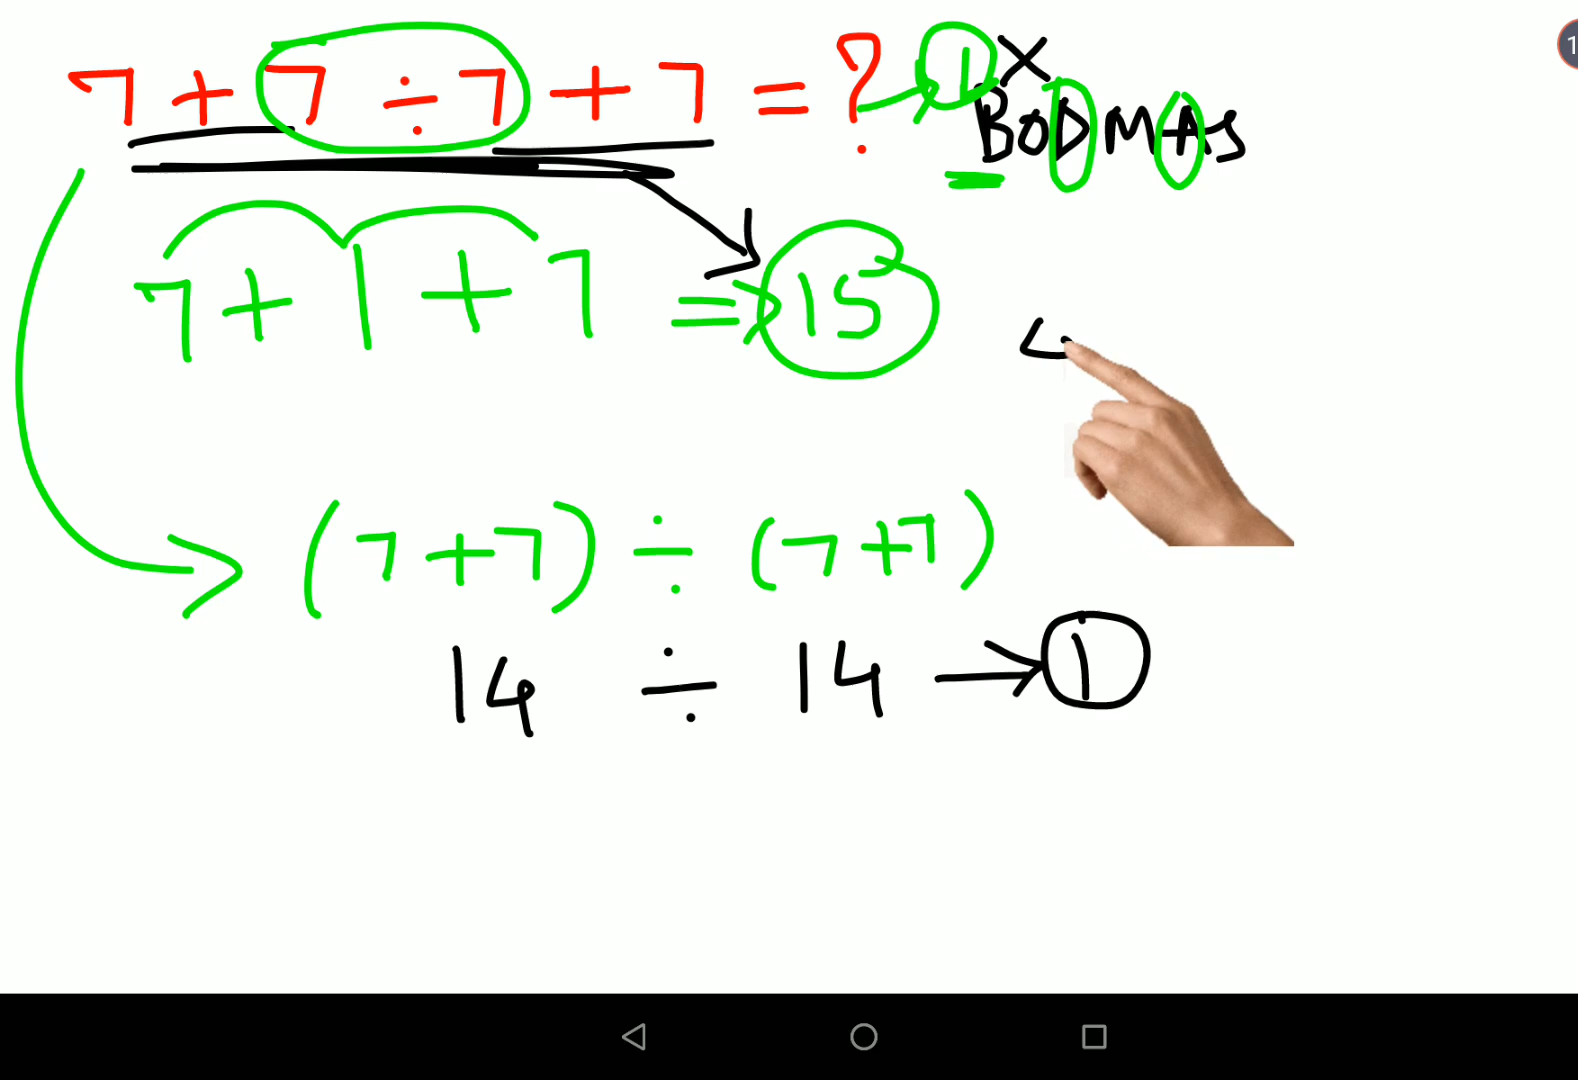 7 + 7 ÷ 7 + 7 = ? 1 ×
BODMAS
7 + 1 + 7 = 15
(7 + 7) ÷ (7 + 7)
14 ÷ 14 → 1